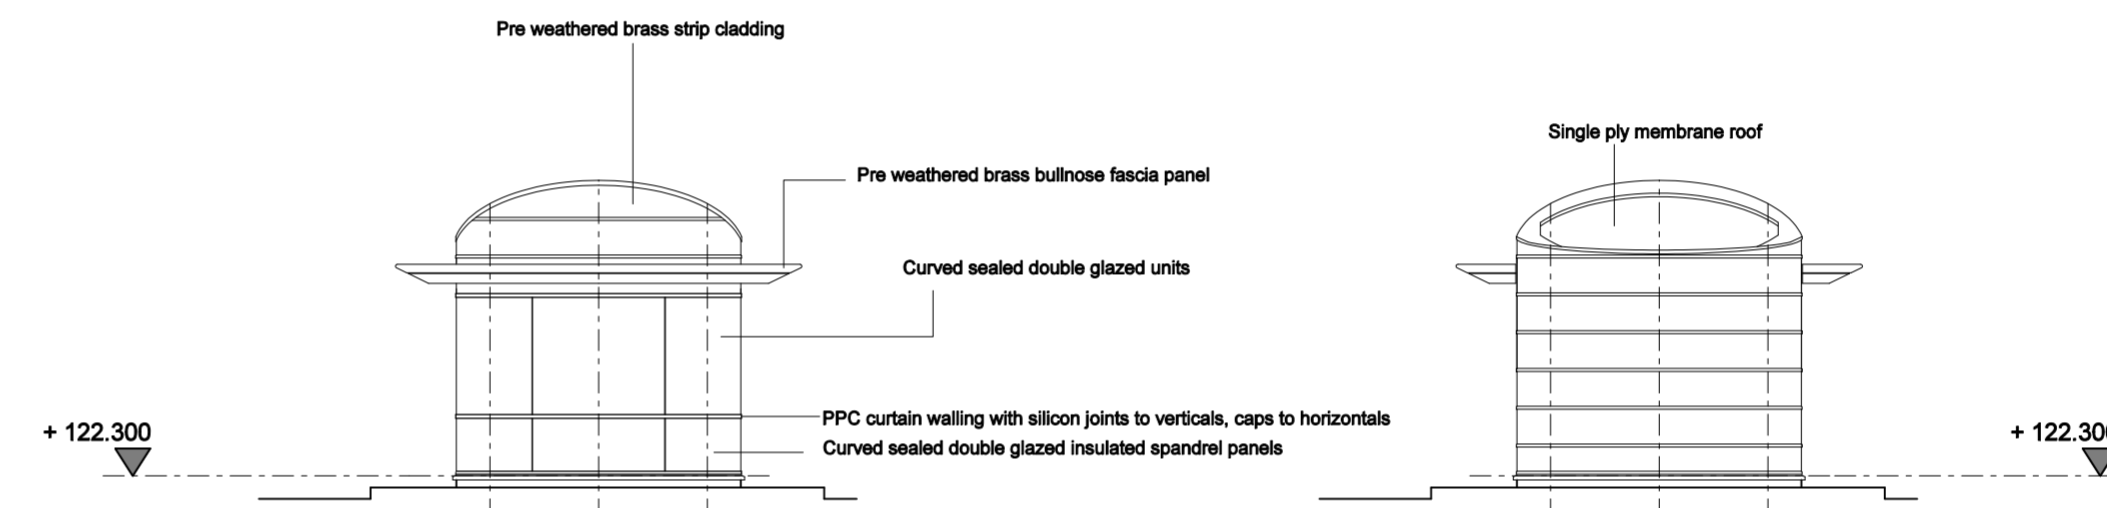 Pre weathered brass strip cladding
Single ply membrane roof
Pre weathered brass bullnose fascia panel
Curved sealed double glazed units
PPC curtain walling with silicon joints to verticals, caps to horizontals
+ 122.300
+ 122.300
Curved sealed double glazed insulated spandrel panels